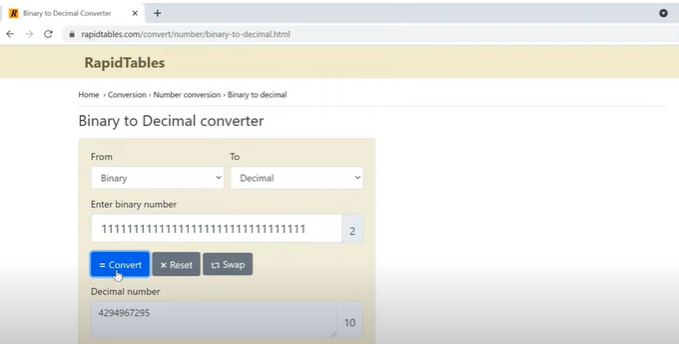 Binary to Decimal Converter
rapidtables.com/convert/number/binary-to-decimal.html
RapidTables
Home › Conversion › Number conversion › Binary to decimal
Binary to Decimal converter
From To
Binary Decimal
Enter binary number
11111111111111111111111111111111 2
= Convert × Reset Swap
Decimal number
4294967295
10